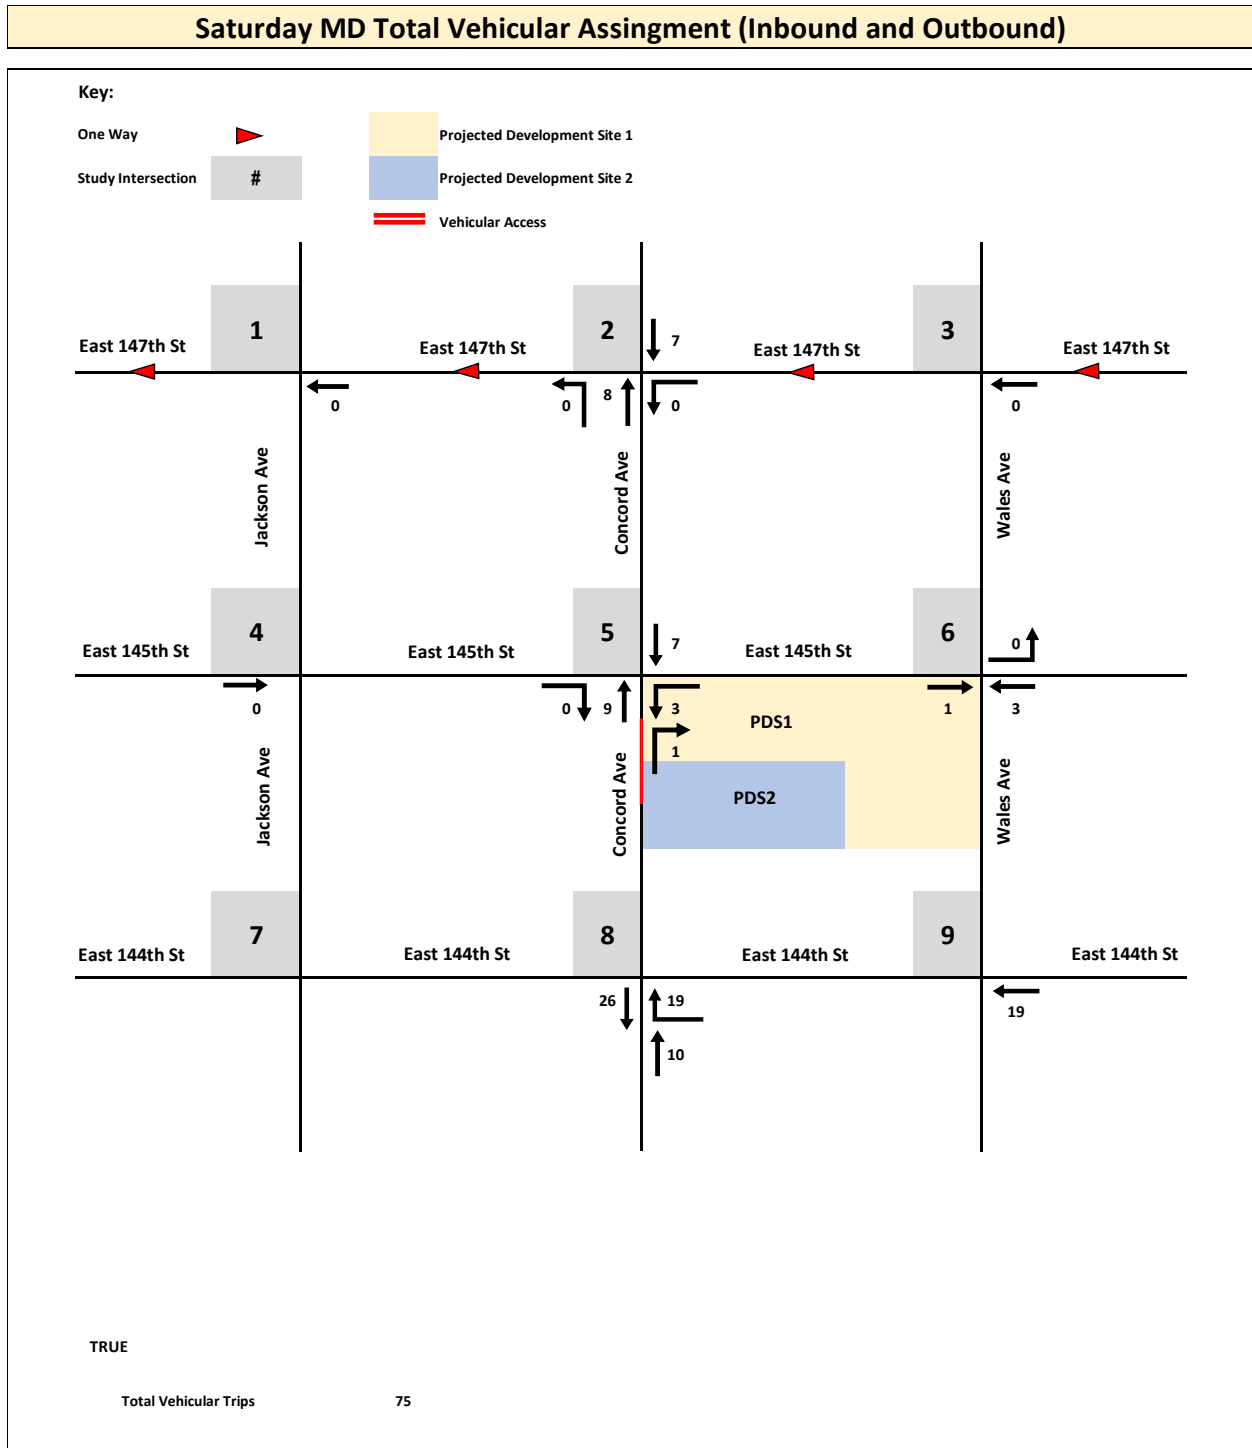 Saturday MD Total Vehicular Assingment (Inbound and Outbound)
Key:
One Way
Projected Development Site 1
Study Intersection
#
Projected Development Site 2
Vehicular Access
1
2
3
7
East 147th St
East 147th St
East 147th St
East 147th St
0
0
8
0
0
Jackson Ave
Concord Ave
Wales Ave
4
5
6
7
0
East 145th St
East 145th St
East 145th St
0
0
9
3
1
3
PDS1
1
Jackson Ave
Concord Ave
PDS2
Wales Ave
7
8
9
East 144th St
East 144th St
East 144th St
East 144th St
26
19
19
10
TRUE
Total Vehicular Trips
75